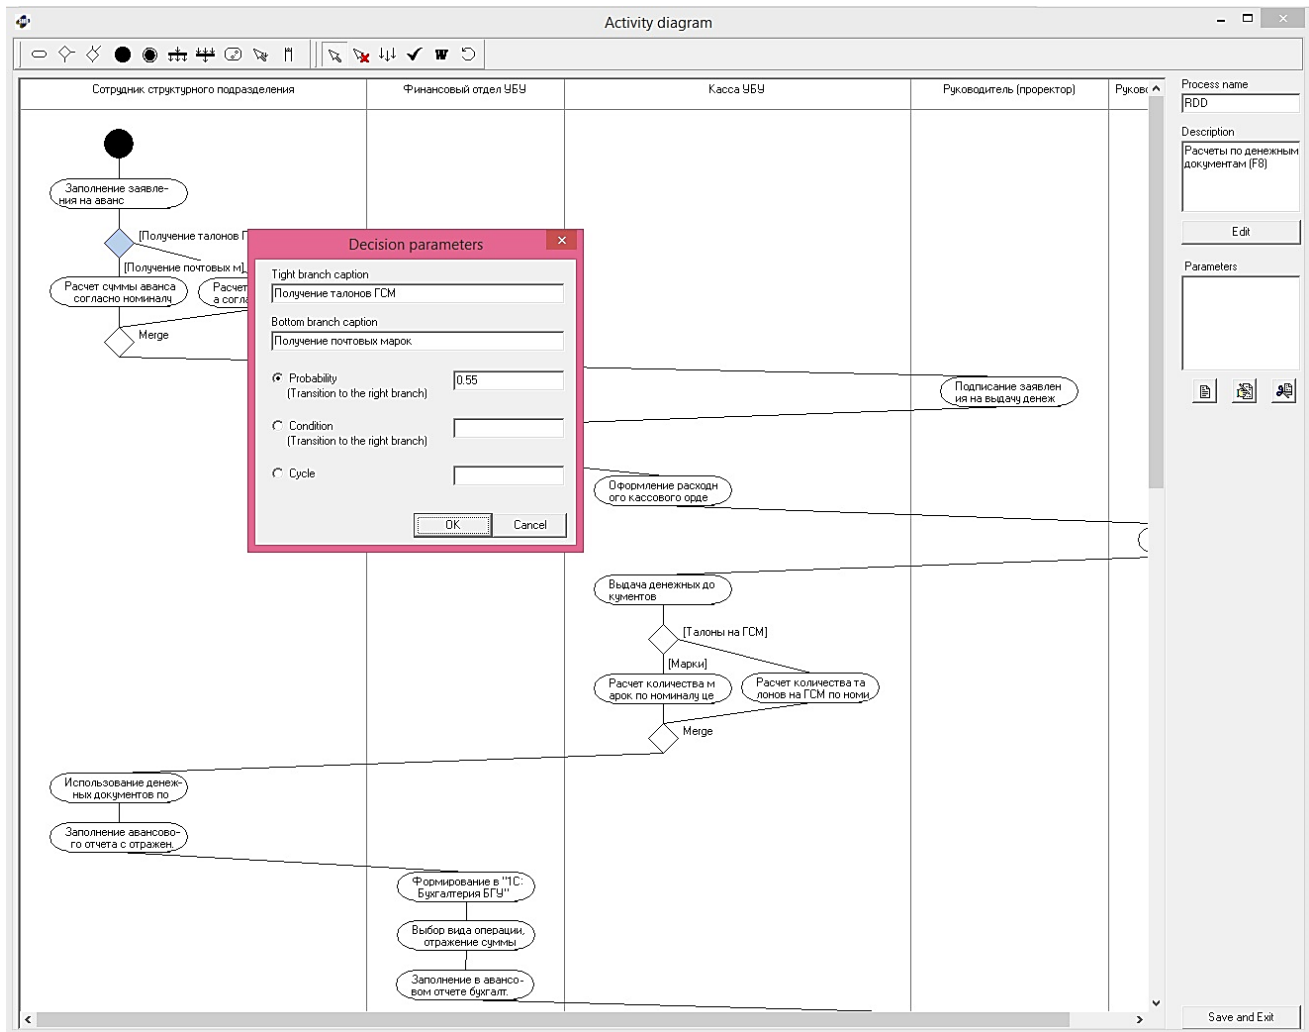 Activity diagram
Сотрудник структурного подразделения
Финансовый отдел УБУ
Касса УБУ
Руководитель (проректор)
Руковс
Process name
RDD
Description
Расчеты по денежным
документам (F8)
Edit
Parameters
Заполнение заявле-
ния на аванс
[Получение талонов Г
[Получение почтовых м]
Расчет суммы аванса
согласно номиналу
Расчет
а согла
Merge
Decision parameters
Tight branch caption
Получение талонов ГСМ
Bottom branch caption
Получение почтовых марок
Probability
(Transition to the right branch)
0.55
Condition
(Transition to the right branch)
Cycle
OK
Cancel
Подписание заявлен
ия на выдачу денеж
Оформление расходн
ого кассового орде
Выдача денежных до
кументов
[Талоны на ГСМ]
[Марки]
Расчет количества м
арок по номиналу це
Расчет количества та
лонов на ГСМ по номи
Merge
Использование денеж-
ных документов по
Заполнение авансово-
го отчета с отражен.
Формирование в "1С:
Бухгалтерия БГУ"
Выбор вида операции,
отражение суммы
Заполнение в авансо-
вом отчете бухгалт.
Save and Exit